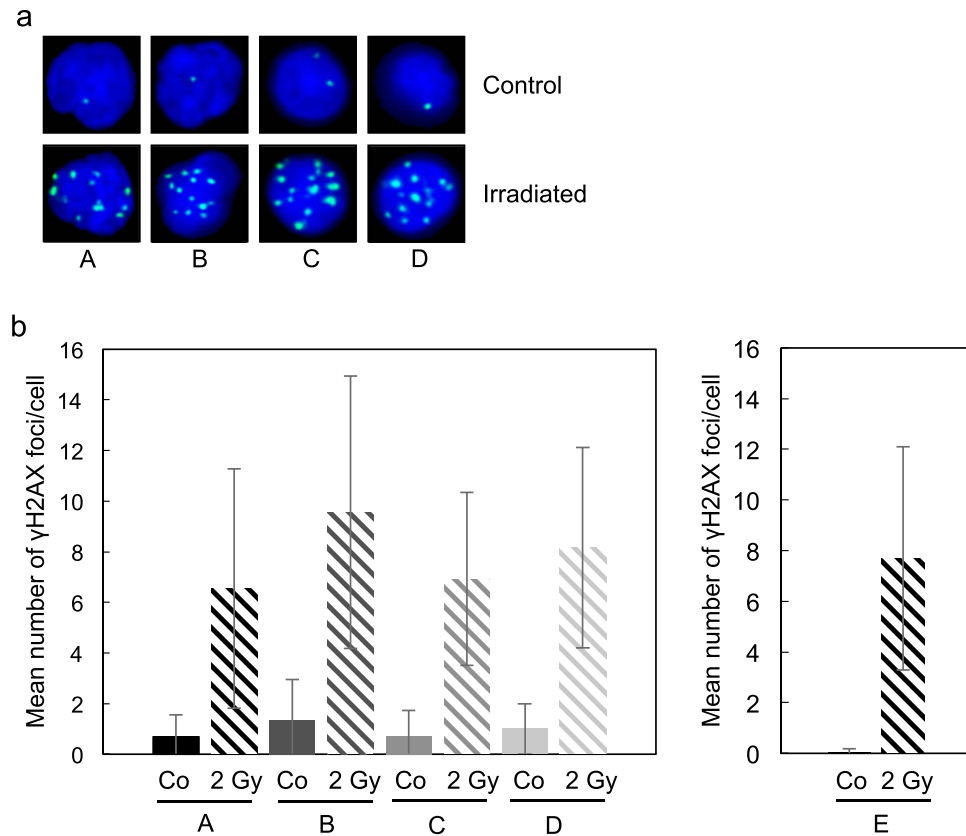 a
Control
Irradiated
A B C D
b
Mean number of γH2AX foci/cell
16
14
12
10
8
6
4
2
0
Co 2 Gy Co 2 Gy Co 2 Gy Co 2 Gy
A B C D
Mean number of γH2AX foci/cell
16
14
12
10
8
6
4
2
0
Co 2 Gy
E